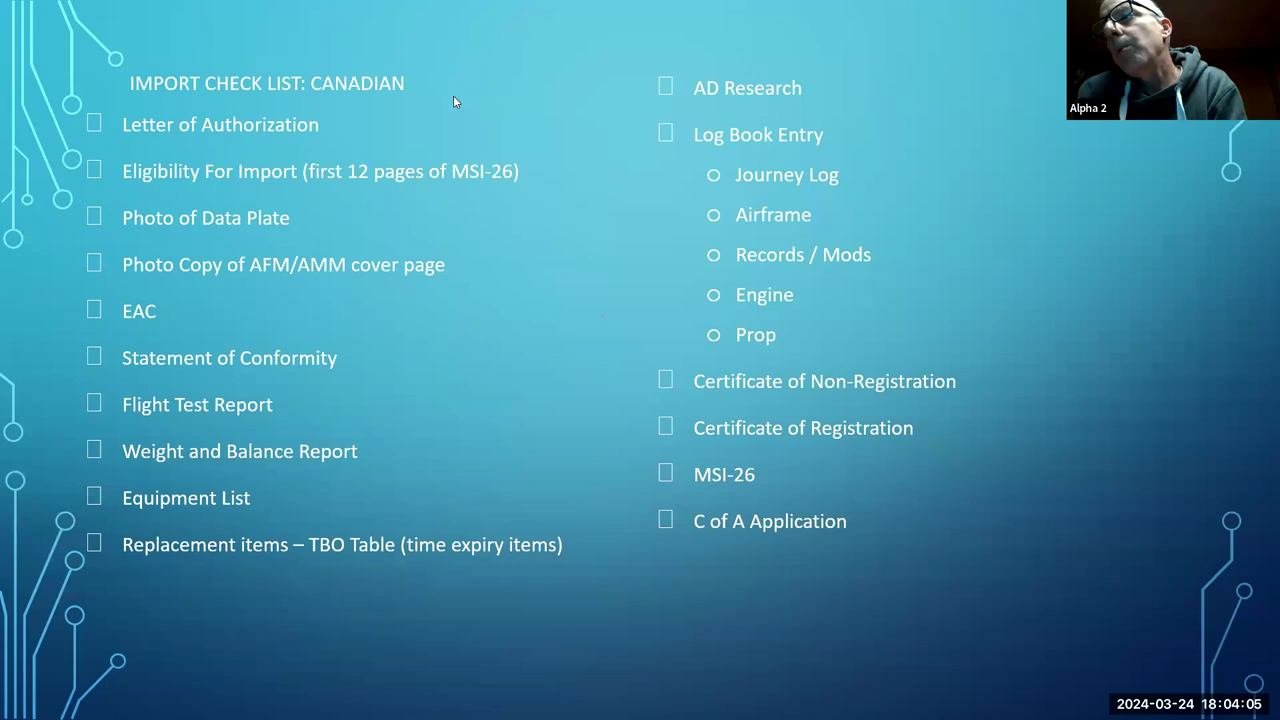 IMPORT CHECK LIST: CANADIAN
Letter of Authorization
Eligibility For Import (first 12 pages of MSI-26)
Photo of Data Plate
Photo Copy of AFM/AMM cover page
EAC
Statement of Conformity
Flight Test Report
Weight and Balance Report
Equipment List
Replacement items – TBO Table (time expiry items)
AD Research
Log Book Entry
Journey Log
Airframe
Records / Mods
Engine
Prop
Certificate of Non-Registration
Certificate of Registration
MSI-26
C of A Application
Alpha 2
2024-03-24 18:04:05